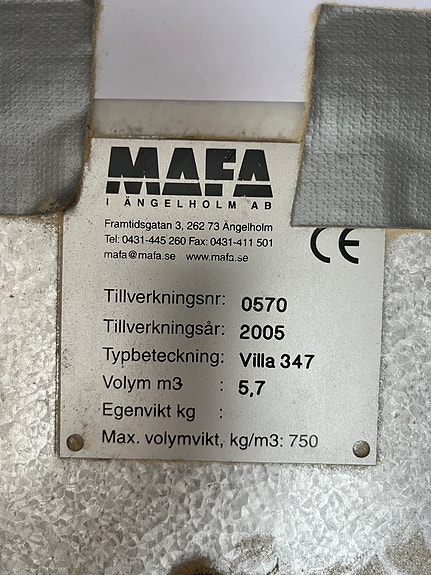 MAFA
I ÄNGELHOLM AB
Framtidsgatan 3, 262 73 Ängelholm
Tel: 0431-445 260 Fax: 0431-411 501
mafa@mafa.se www.mafa.se
CE
Tillverkningsnr: 0570
Tillverkningsår: 2005
Typbeteckning: Villa 347
Volym m3 : 5,7
Egenvikt kg :
Max. volymvikt, kg/m3: 750